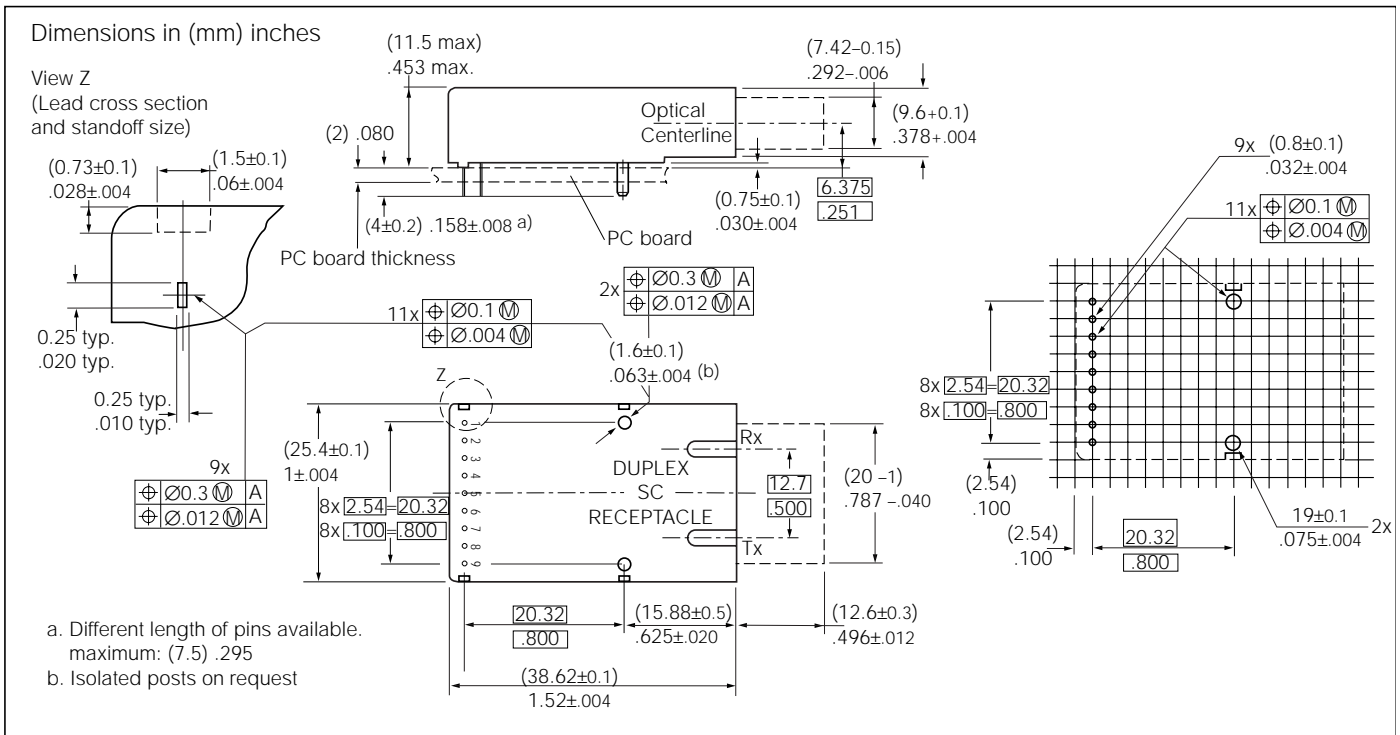 Dimensions in (mm) inches
View Z
(Lead cross section
and standoff size)
(0.73±0.1)
.028±.004
(1.5±0.1)
.06±.004
0.25 typ.
.020 typ.
0.25 typ.
.010 typ.
9x
⌖ Ø0.3 Ⓜ A
⌖ Ø.012 Ⓜ A
(11.5 max)
.453 max.
(2) .080
(4±0.2) .158±.008 a)
PC board thickness
PC board
Optical
Centerline
(7.42–0.15)
.292–.006
(9.6+0.1)
.378+.004
6.375
.251
(0.75±0.1)
.030±.004
2x
⌖ Ø0.3 Ⓜ A
⌖ Ø.012 Ⓜ A
11x
⌖ Ø0.1 Ⓜ
⌖ Ø.004 Ⓜ
(1.6±0.1)
.063±.004 (b)
Z
(25.4±0.1)
1±.004
8x 2.54=20.32
8x .100=.800
1
2
3
4
5
6
7
8
9
Rx
DUPLEX
SC
RECEPTACLE
Tx
12.7
.500
(20 –1)
.787 –.040
20.32
.800
(15.88±0.5)
.625±.020
(12.6±0.3)
.496±.012
(38.62±0.1)
1.52±.004
9x (0.8±0.1)
.032±.004
11x
⌖ Ø0.1 Ⓜ
⌖ Ø.004 Ⓜ
8x 2.54=20.32
8x .100=.800
(2.54)
.100
(2.54)
.100
20.32
.800
19±0.1
.075±.004 2x
a. Different length of pins available.
maximum: (7.5) .295
b. Isolated posts on request